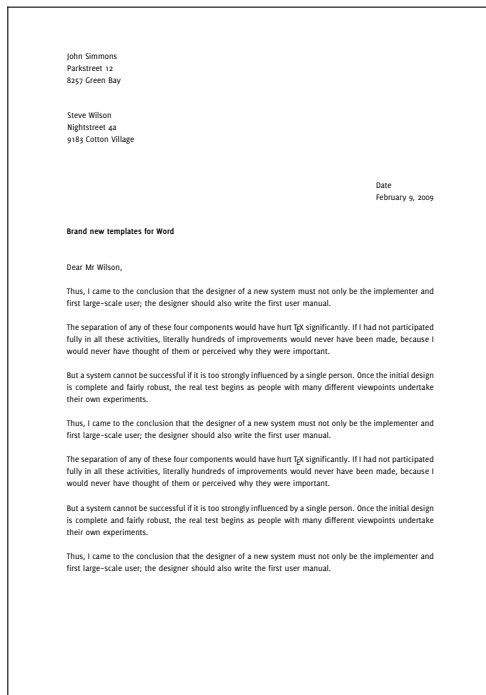 John Simmons
Parkstreet 12
8257 Green Bay
Steve Wilson
Nightstreet 4a
9183 Cotton Village
Date
February 9, 2009
Brand new templates for Word
Dear Mr Wilson,
Thus, I came to the conclusion that the designer of a new system must not only be the implementer and
first large-scale user; the designer should also write the first user manual.
The separation of any of these four components would have hurt TEX significantly. If I had not participated
fully in all these activities, literally hundreds of improvements would never have been made, because I
would never have thought of them or perceived why they were important.
But a system cannot be successful if it is too strongly influenced by a single person. Once the initial design
is complete and fairly robust, the real test begins as people with many different viewpoints undertake
their own experiments.
Thus, I came to the conclusion that the designer of a new system must not only be the implementer and
first large-scale user; the designer should also write the first user manual.
The separation of any of these four components would have hurt TEX significantly. If I had not participated
fully in all these activities, literally hundreds of improvements would never have been made, because I
would never have thought of them or perceived why they were important.
But a system cannot be successful if it is too strongly influenced by a single person. Once the initial design
is complete and fairly robust, the real test begins as people with many different viewpoints undertake
their own experiments.
Thus, I came to the conclusion that the designer of a new system must not only be the implementer and
first large-scale user; the designer should also write the first user manual.